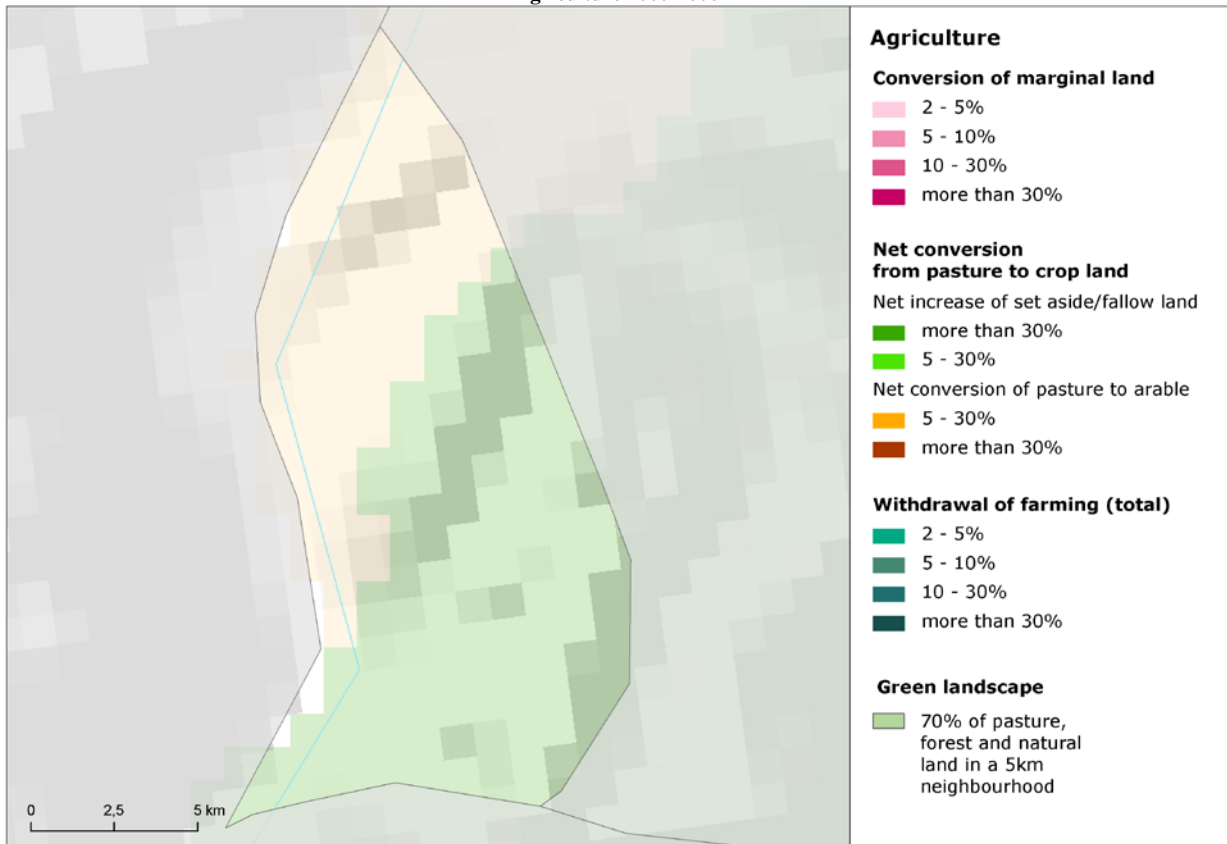 Agriculture
Conversion of marginal land
2 - 5%
5 - 10%
10 - 30%
more than 30%
Net conversion
from pasture to crop land
Net increase of set aside/fallow land
more than 30%
5 - 30%
Net conversion of pasture to arable
5 - 30%
more than 30%
Withdrawal of farming (total)
2 - 5%
5 - 10%
10 - 30%
more than 30%
Green landscape
70% of pasture,
forest and natural
land in a 5km
neighbourhood
0 2,5 5 km